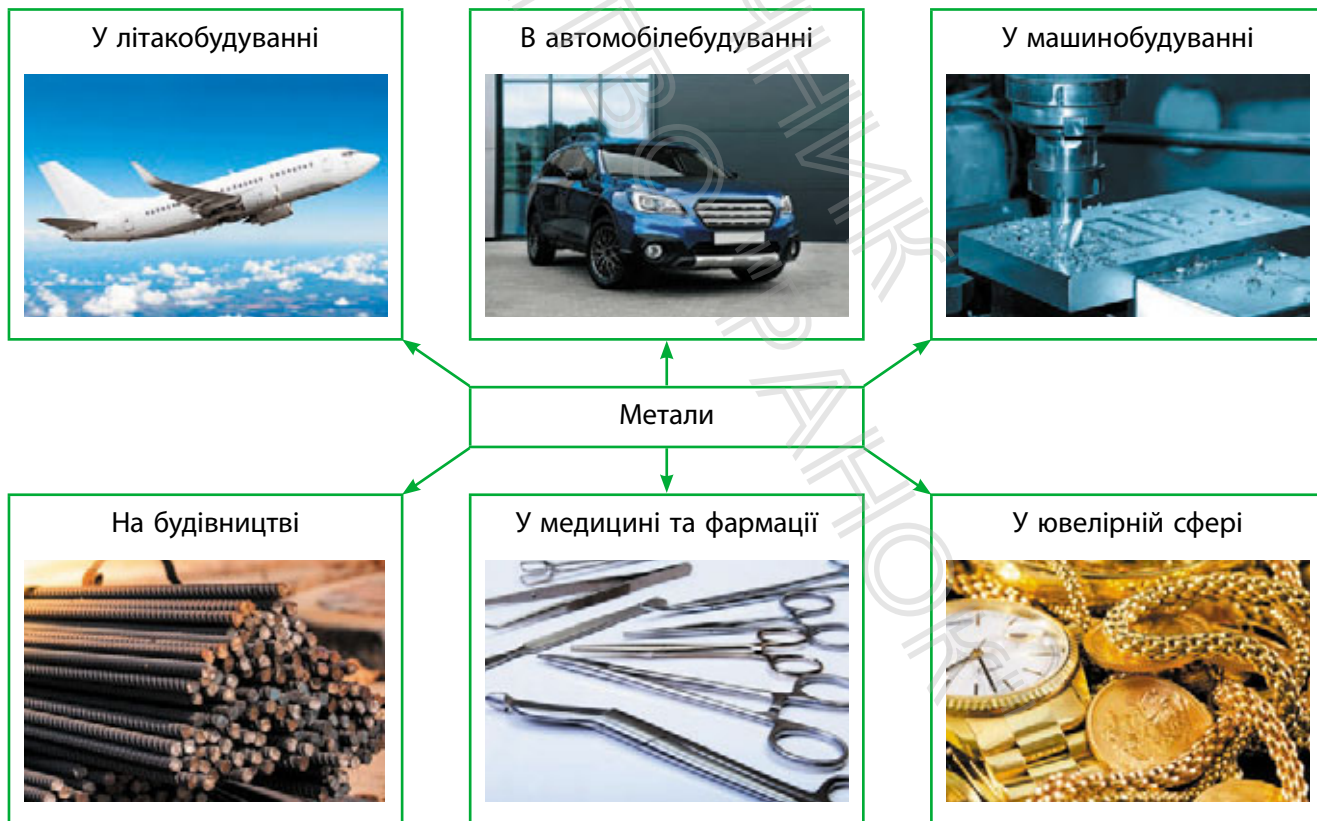 У літакобудуванні
В автомобілебудуванні
У машинобудуванні
Метали
На будівництві
У медицині та фармації
У ювелірній сфері